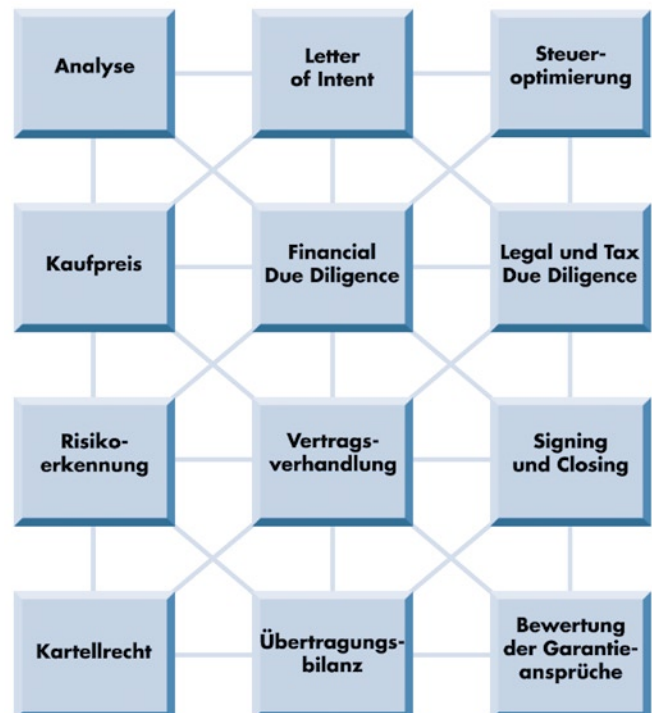 Analyse
Letter
of Intent
Steuer-
optimierung
Kaufpreis
Financial
Due Diligence
Legal und Tax
Due Diligence
Risiko-
erkennung
Vertrags-
verhandlung
Signing
und Closing
Kartellrecht
Übertragungs-
bilanz
Bewertung
der Garantie-
ansprüche